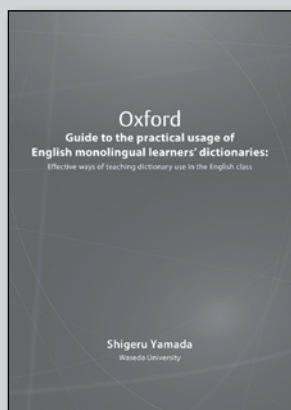 Oxford
Guide to the practical usage of
English monolingual learners' dictionaries:
Effective ways of teaching dictionary use in the English class
Shigeru Yamada
Waseda University